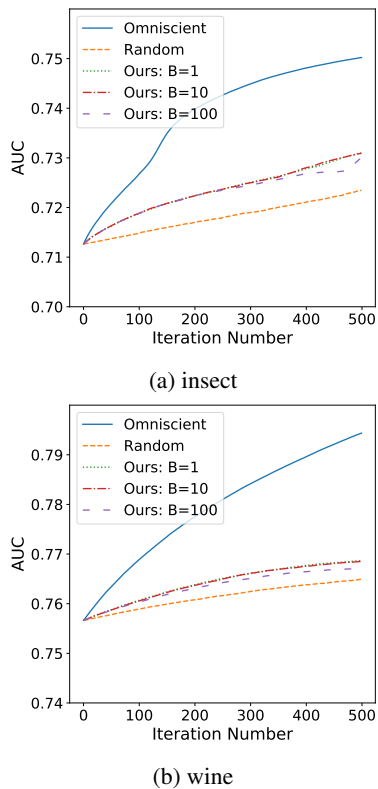 0.75
0.74
0.73
0.72
0.71
0.70
AUC
Omniscient
Random
Ours: B=1
Ours: B=10
Ours: B=100
0 100 200 300 400 500
Iteration Number
(a) insect
0.79
0.78
0.77
0.76
0.75
0.74
AUC
Omniscient
Random
Ours: B=1
Ours: B=10
Ours: B=100
0 100 200 300 400 500
Iteration Number
(b) wine